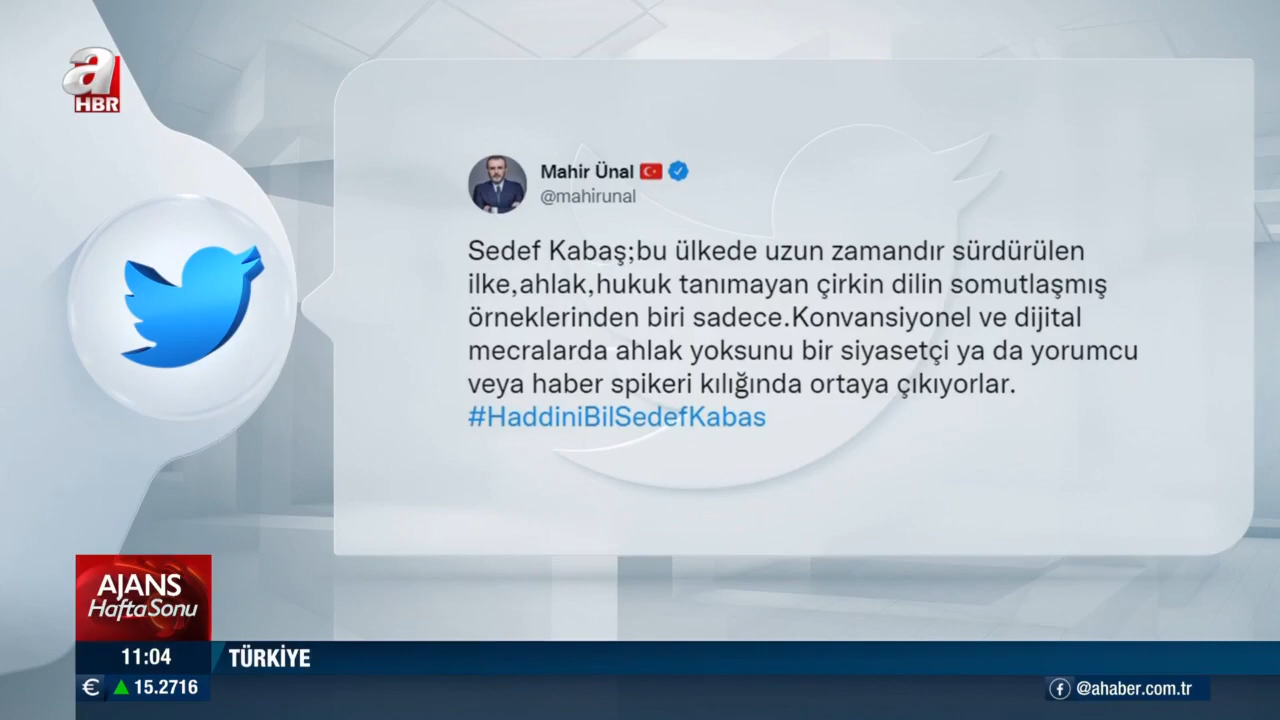 a
HBR
Mahir Ünal
@mahirunal
Sedef Kabaş;bu ülkede uzun zamandır sürdürülen
ilke,ahlak,hukuk tanımayan çirkin dilin somutlaşmış
örneklerinden biri sadece.Konvansiyonel ve dijital
mecralarda ahlak yoksunu bir siyasetçi ya da yorumcu
veya haber spikeri kılığında ortaya çıkıyorlar.
#HaddiniBilSedefKabas
AJANS
Hafta Sonu
11:04
TÜRKİYE
€ ▲ 15.2716
@ahaber.com.tr